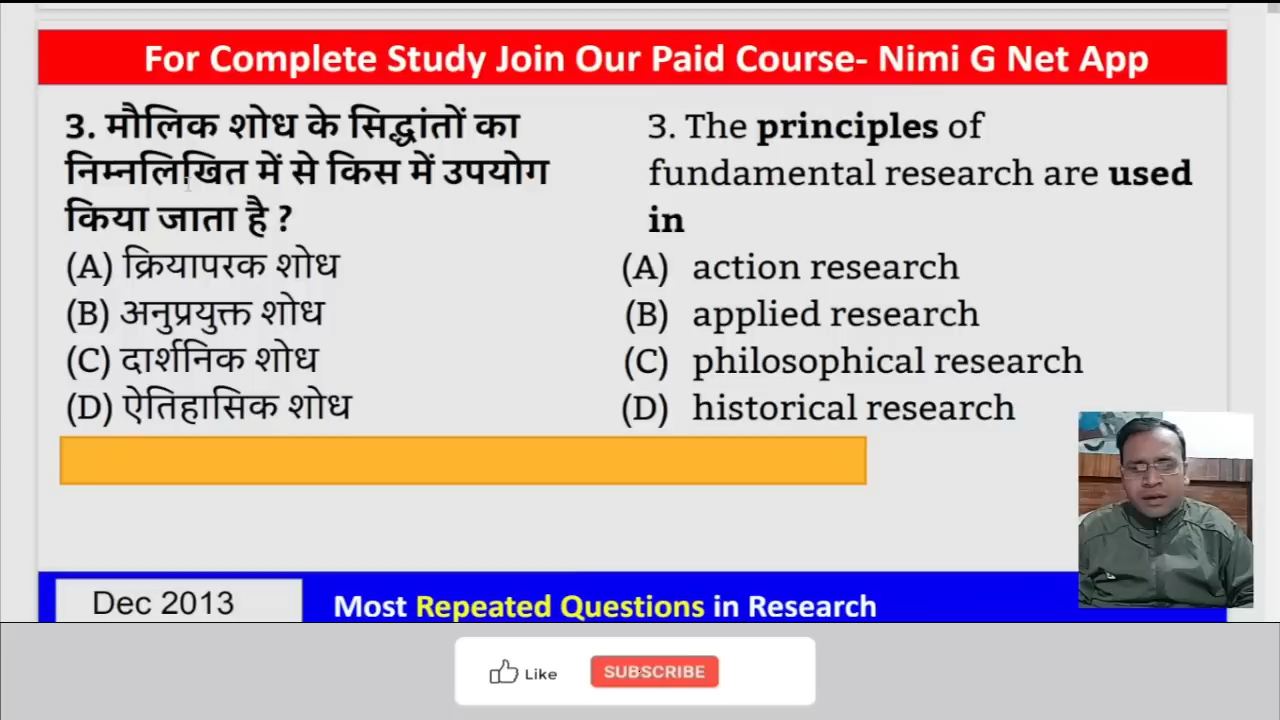 For Complete Study Join Our Paid Course- Nimi G Net App
3. मौलिक शोध के सिद्धांतों का
निम्नलिखित में से किस में उपयोग
किया जाता है ?
(A) क्रियापरक शोध
(B) अनुप्रयुक्त शोध
(C) दार्शनिक शोध
(D) ऐतिहासिक शोध
3. The principles of
fundamental research are used
in
(A) action research
(B) applied research
(C) philosophical research
(D) historical research
Dec 2013
Most Repeated Questions in Research
Like
SUBSCRIBE